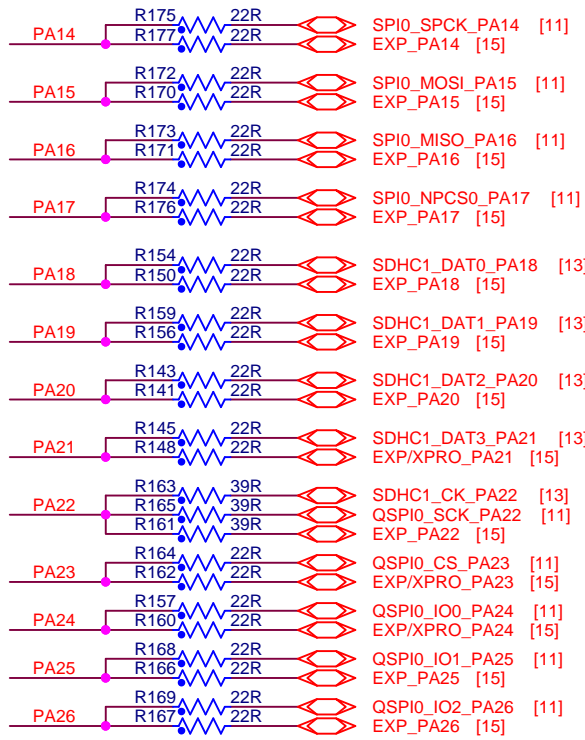 R175 22R SPI0_SPCK_PA14 [11]
PA14 R177 22R EXP_PA14 [15]
R172 22R SPI0_MOSI_PA15 [11]
PA15 R170 22R EXP_PA15 [15]
R173 22R SPI0_MISO_PA16 [11]
PA16 R171 22R EXP_PA16 [15]
R174 22R SPI0_NPCS0_PA17 [11]
PA17 R176 22R EXP_PA17 [15]
R154 22R SDHC1_DAT0_PA18 [13]
PA18 R150 22R EXP_PA18 [15]
R159 22R SDHC1_DAT1_PA19 [13]
PA19 R156 22R EXP_PA19 [15]
R143 22R SDHC1_DAT2_PA20 [13]
PA20 R141 22R EXP_PA20 [15]
R145 22R SDHC1_DAT3_PA21 [13]
PA21 R148 22R EXP/XPRO_PA21 [15]
R163 39R SDHC1_CK_PA22 [13]
PA22 R165 39R QSPI0_SCK_PA22 [11]
R161 39R EXP_PA22 [15]
R164 22R QSPI0_CS_PA23 [11]
PA23 R162 22R EXP/XPRO_PA23 [15]
R157 22R QSPI0_IO0_PA24 [11]
PA24 R160 22R EXP/XPRO_PA24 [15]
R168 22R QSPI0_IO1_PA25 [11]
PA25 R166 22R EXP_PA25 [15]
R169 22R QSPI0_IO2_PA26 [11]
PA26 R167 22R EXP_PA26 [15]